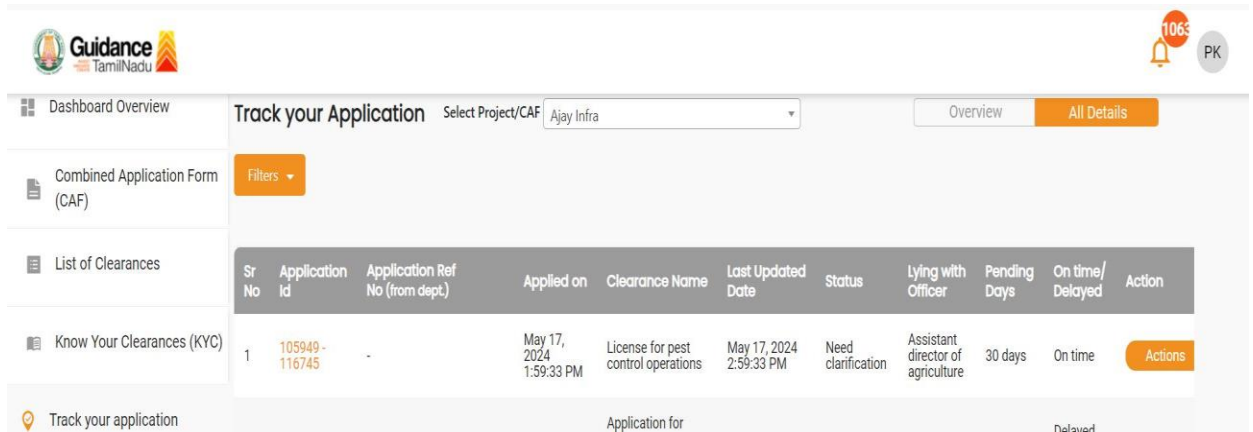 Guidance
TamilNadu
1063
PK
Dashboard Overview
Track your Application
Select Project/CAF
Ajay Infra
Overview
All Details
Combined Application Form
(CAF)
Filters
List of Clearances
Know Your Clearances (KYC)
Track your application
Sr
No
Application
Id
Application Ref
No (from dept.)
Applied on
Clearance Name
Last Updated
Date
Status
Lying with
Officer
Pending
Days
On time/
Delayed
Action
1
105949 -
116745
-
May 17,
2024
1:59:33 PM
License for pest
control operations
May 17, 2024
2:59:33 PM
Need
clarification
Assistant
director of
agriculture
30 days
On time
Actions
Application for
Delayed